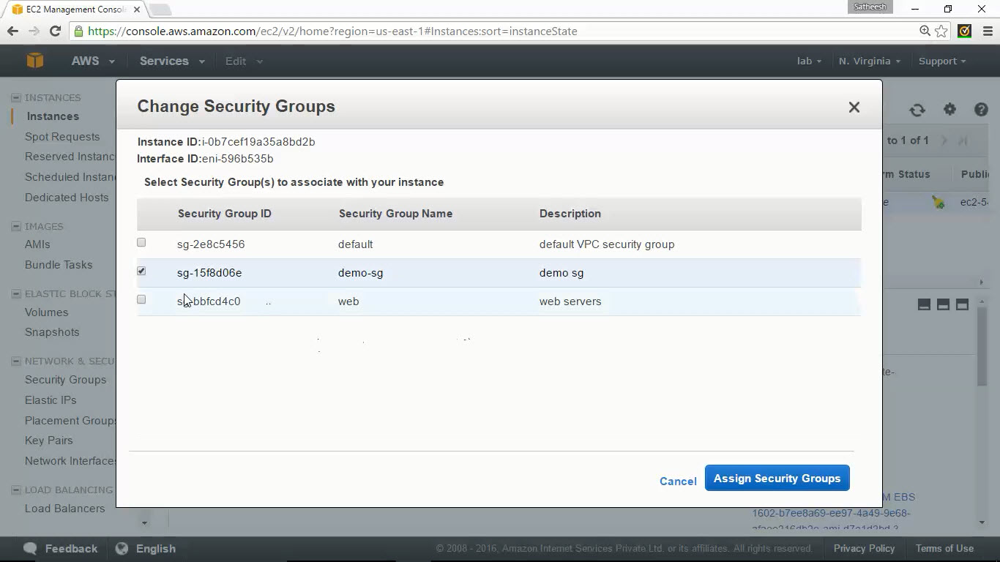 EC2 Management Consol
Satheesh
https://console.aws.amazon.com/ec2/v2/home?region=us-east-1#Instances:sort=instanceState
AWS Services Edit lab N. Virginia Support
INSTANCES
Instances
Spot Requests
Reserved Instanc
Scheduled Instan
Dedicated Hosts
IMAGES
AMIs
Bundle Tasks
ELASTIC BLOCK ST
Volumes
Snapshots
NETWORK & SECU
Security Groups
Elastic IPs
Placement Groups
Key Pairs
Network Interfaces
LOAD BALANCING
Load Balancers
Change Security Groups
Instance ID:i-0b7cef19a35a8bd2b
Interface ID:eni-596b535b
Select Security Group(s) to associate with your instance
Security Group ID Security Group Name Description
sg-2e8c5456 default default VPC security group
sg-15f8d06e demo-sg demo sg
bbfcd4c0 web web servers
Cancel Assign Security Groups
to 1 of 1
rm Status Publi
e ec2-54
te-
M EBS
1602-b7ee8a69-ee97-4a49-9e68-
Feedback English © 2008 - 2016, Amazon Internet Services Private Ltd. or its affiliates. All rights reserved. Privacy Policy Terms of Use